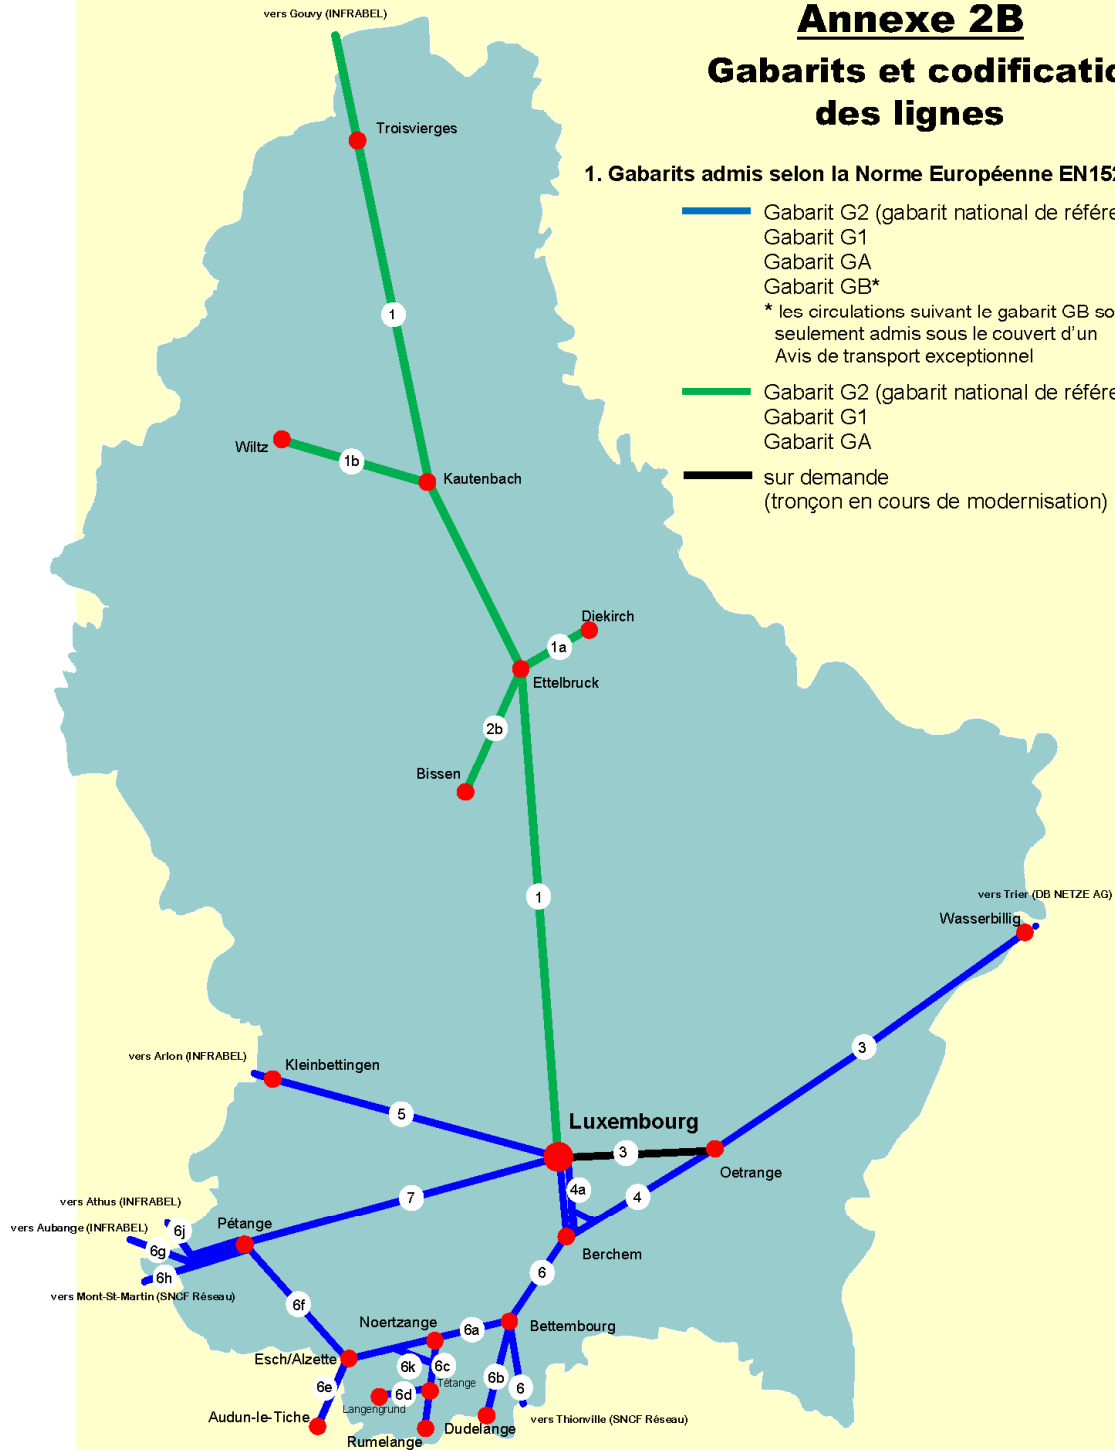 vers Gouvy (INFRABEL)
Annexe 2B
Gabarits et codificatio
des lignes
Troisvierges
1. Gabarits admis selon la Norme Européenne EN152
Gabarit G2 (gabarit national de référe
Gabarit G1
Gabarit GA
Gabarit GB*
* les circulations suivant le gabarit GB so
seulement admis sous le couvert d'un
Avis de transport exceptionnel
1
Gabarit G2 (gabarit national de référe
Gabarit G1
Gabarit GA
sur demande
(tronçon en cours de modernisation)
Wiltz
1b
Kautenbach
Diekirch
1a
Ettelbruck
2b
Bissen
1
vers Trier (DB NETZE AG)
Wasserbillig
3
vers Arlon (INFRABEL)
Kleinbettingen
5
Luxembourg
3
Oetrange
4a
4
7
vers Athus (INFRABEL)
vers Aubange (INFRABEL)
6j
Pétange
6g
6h
Berchem
vers Mont-St-Martin (SNCF Réseau)
6
6f
Noertzange
6a
Bettembourg
Esch/Alzette
6k
6c
6b
6
6e
6d
Tétange
Langengrund
Audun-le-Tiche
Rumelange
Dudelange
vers Thionville (SNCF Réseau)